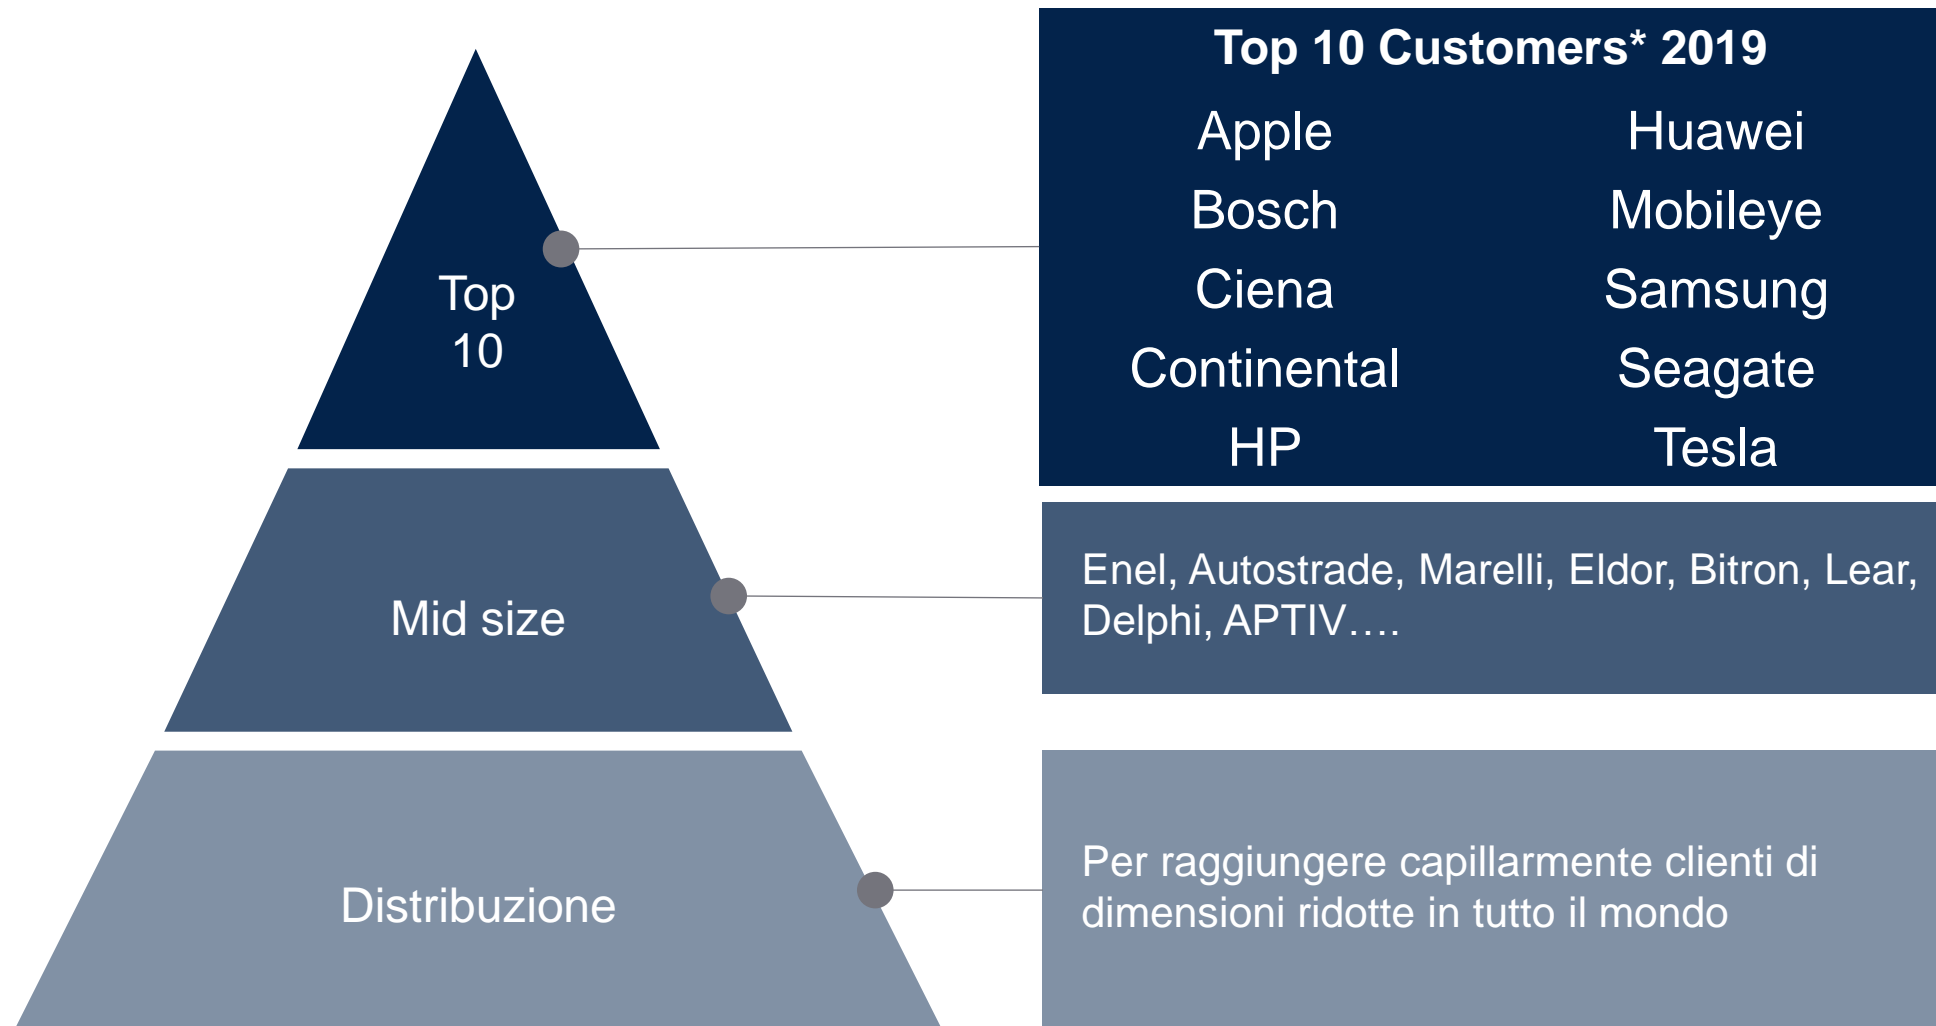 Top
10
Mid size
Distribuzione
Top 10 Customers* 2019
Apple
Huawei
Bosch
Mobileye
Ciena
Samsung
Continental
Seagate
HP
Tesla
Enel, Autostrade, Marelli, Eldor, Bitron, Lear,
Delphi, APTIV….
Per raggiungere capillarmente clienti di
dimensioni ridotte in tutto il mondo